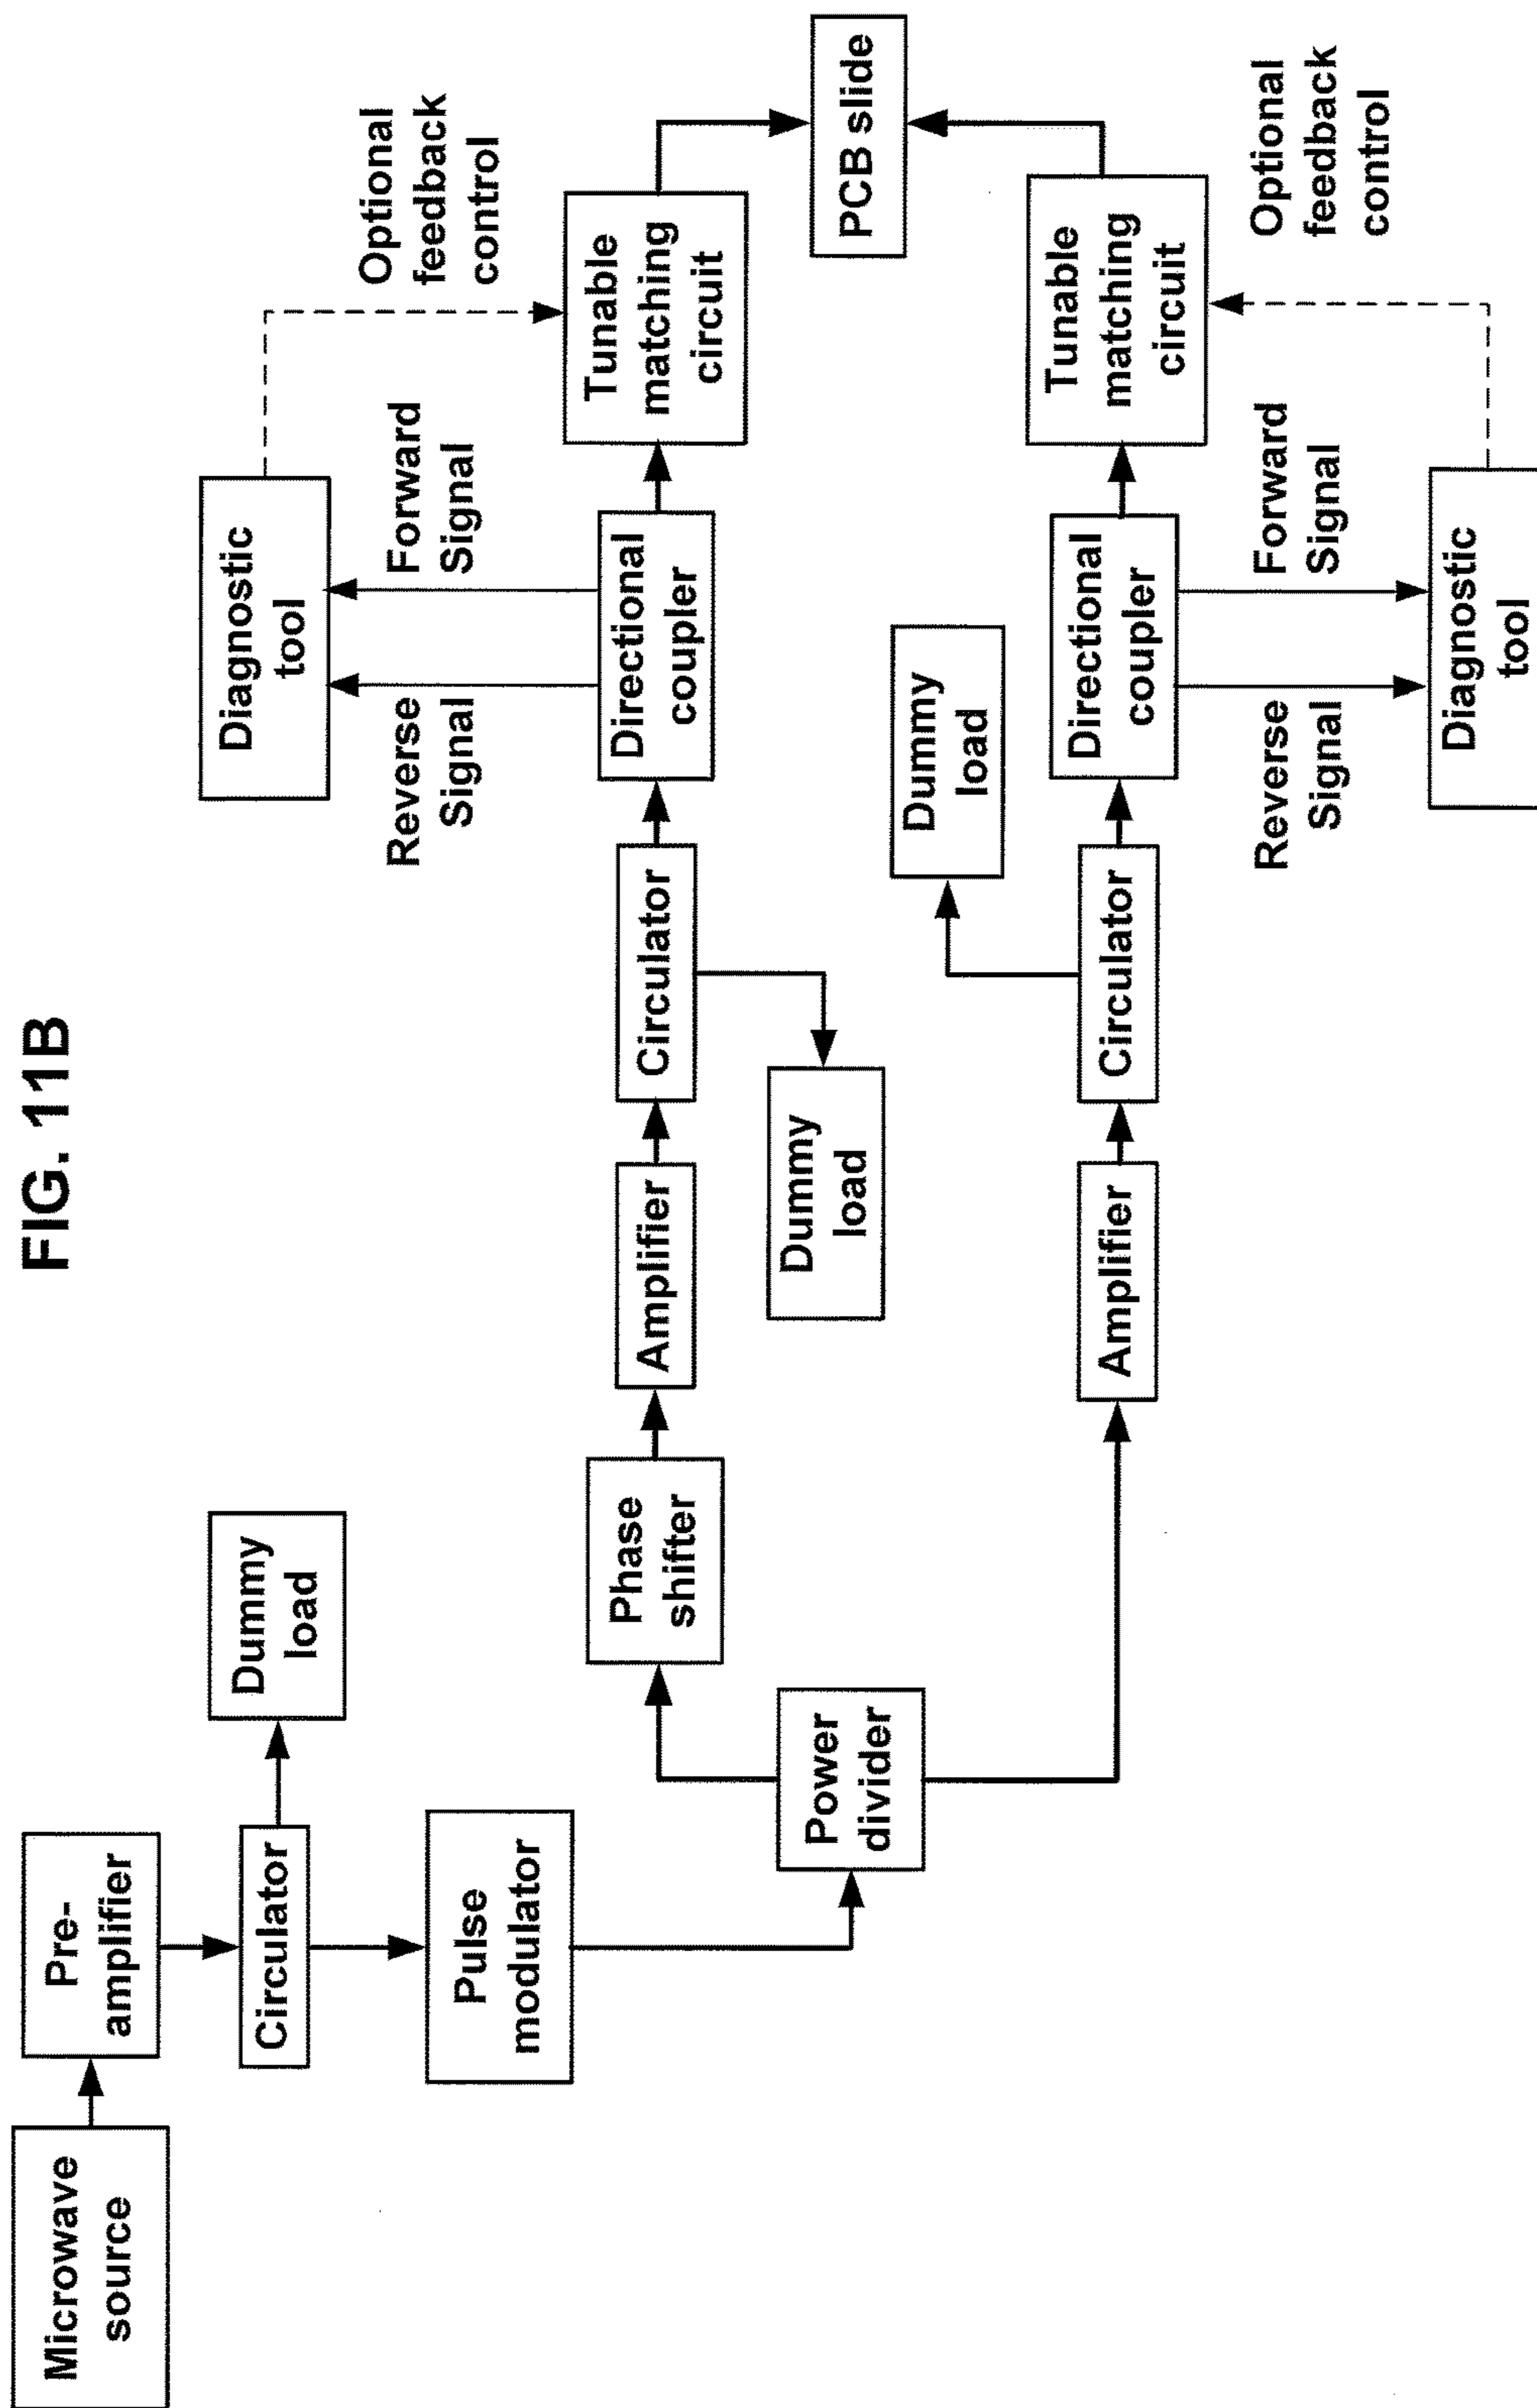 FIG. 11B
Microwave
source
Pre-
amplifier
Circulator
Dummy
load
Pulse
modulator
Power
divider
Phase
shifter
Amplifier
Circulator
Dummy
load
Directional
coupler
Reverse
Signal
Forward
Signal
Diagnostic
tool
Optional
feedback
control
Tunable
matching
circuit
PCB slide
Amplifier
Circulator
Dummy
load
Directional
coupler
Reverse
Signal
Forward
Signal
Diagnostic
tool
Optional
feedback
control
Tunable
matching
circuit